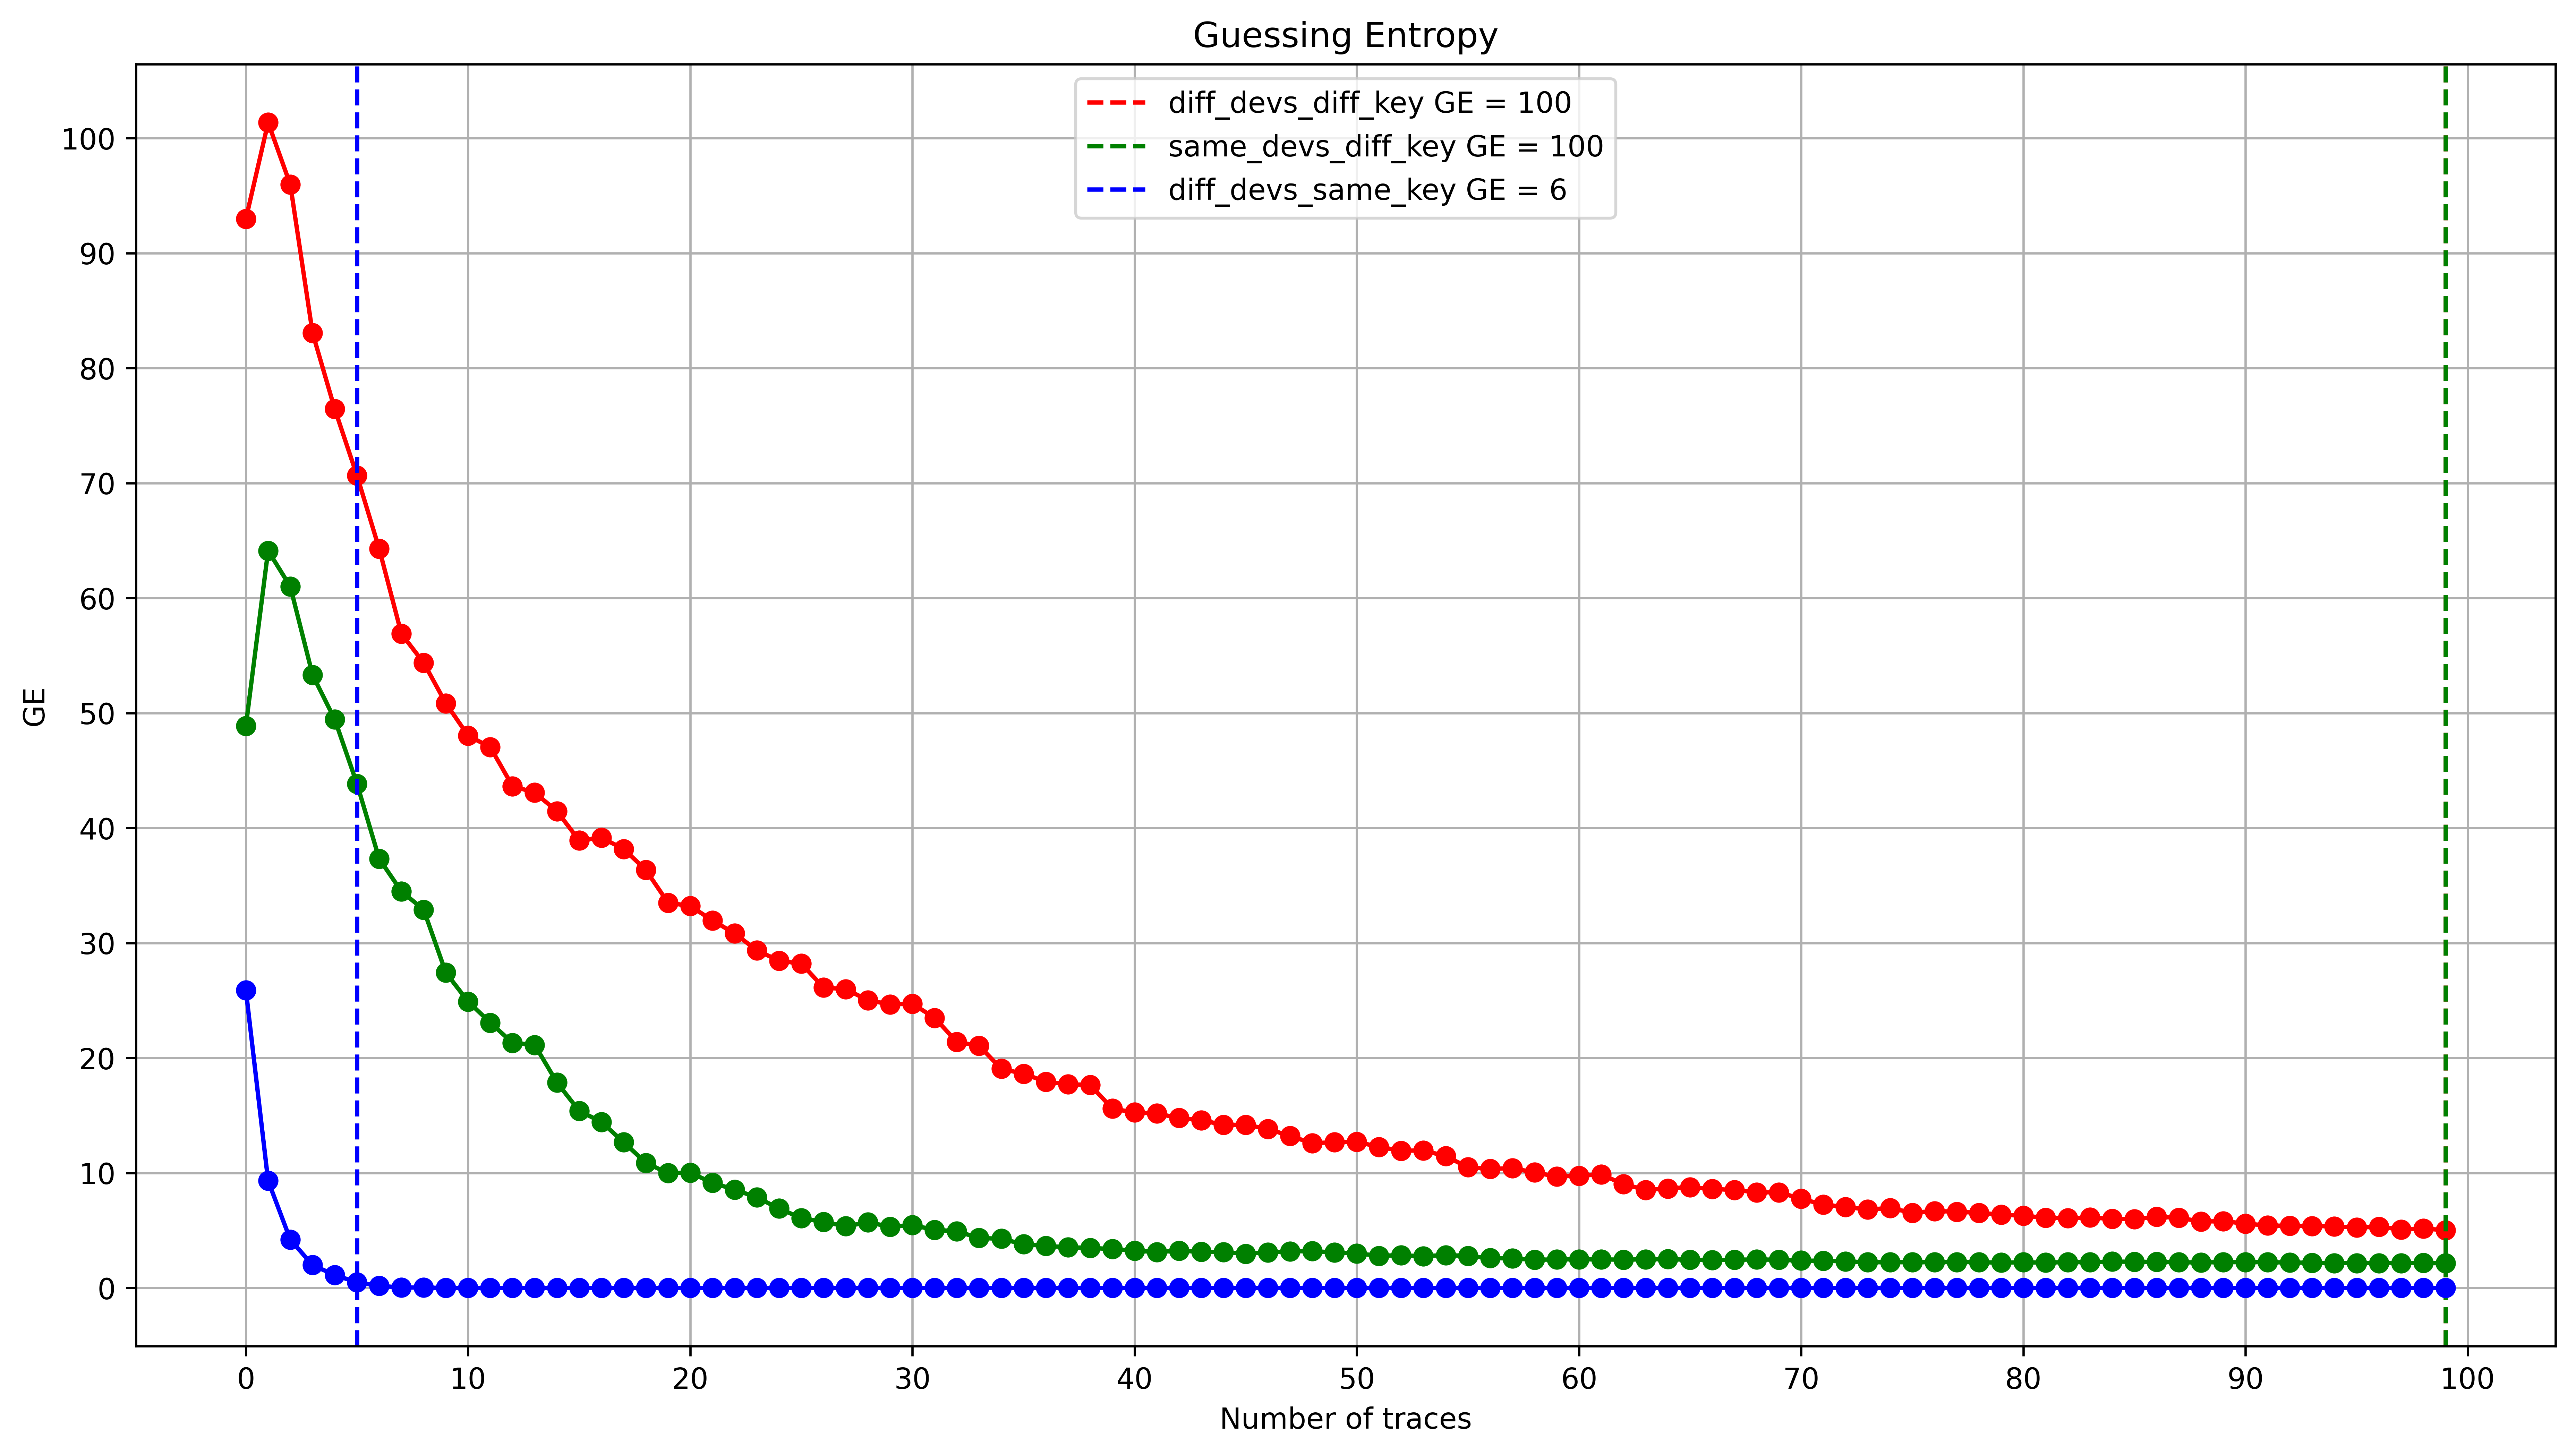 Guessing Entropy
diff_devs_diff_key GE = 100
same_devs_diff_key GE = 100
diff_devs_same_key GE = 6
GE
100
90
80
70
60
50
40
30
20
10
0
0 10 20 30 40 50 60 70 80 90 100
Number of traces